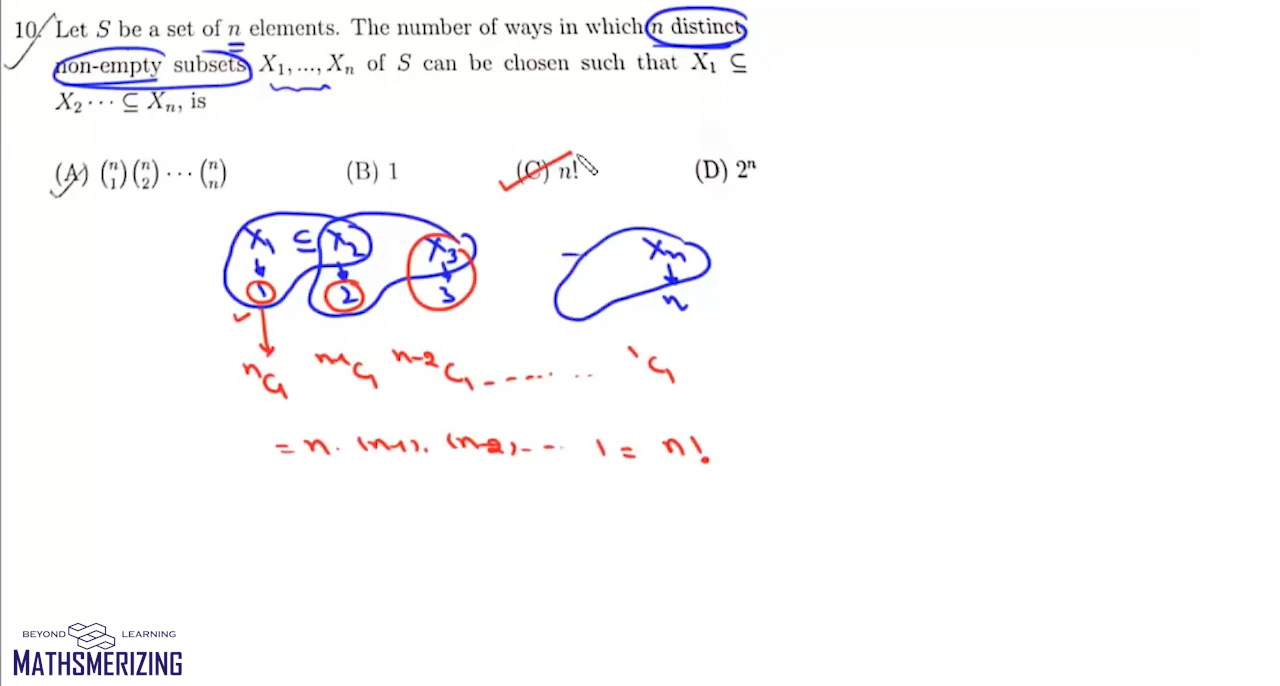 10. Let S be a set of n elements. The number of ways in which n distinct
non-empty subsets X₁, ..., Xₙ of S can be chosen such that X₁ ⊆
X₂ ··· ⊆ Xₙ, is
(A) (n 1)(n 2) ··· (n n) (B) 1 (C) n! (D) 2ⁿ
X₁ ⊆ X₂ X₃ Xₙ
1 2 3 n
ⁿC₁ ⁿ⁻¹C₁ ⁿ⁻²C₁ ........ ¹C₁
= n. (n-1). (n-2). - - 1 = n!
BEYOND LEARNING
MATHSMERIZING